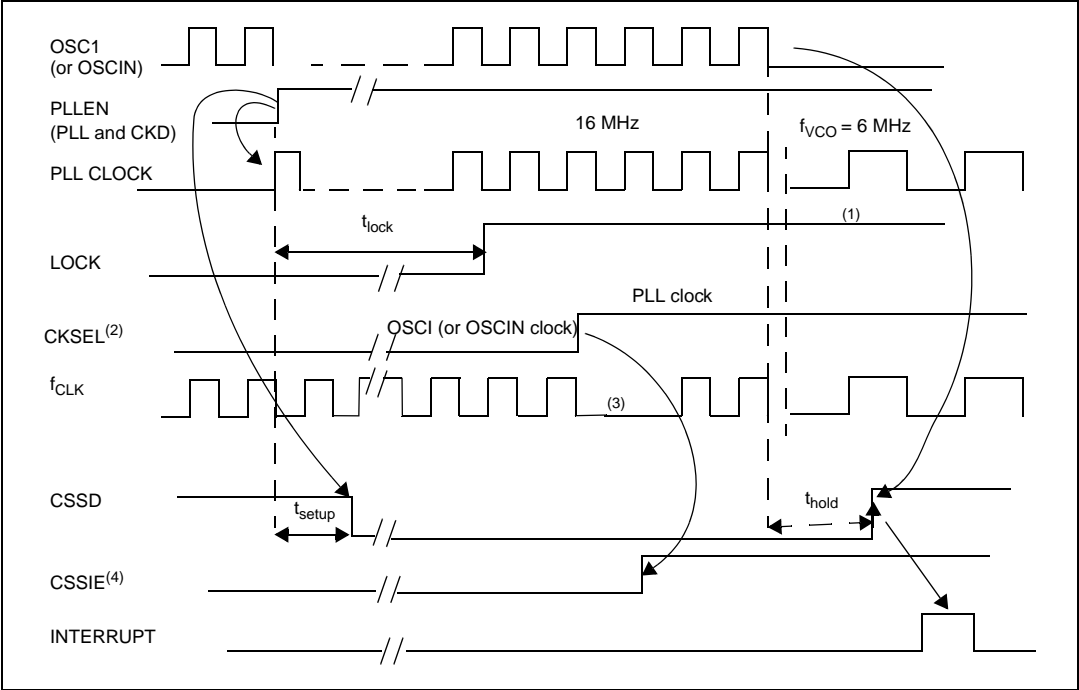 OSC1
(or OSCIN)
PLLEN
(PLL and CKD)
16 MHz
fVCO = 6 MHz
PLL CLOCK
tlock
(1)
LOCK
PLL clock
CKSEL(2)
OSCI (or OSCIN clock)
fCLK
(3)
CSSD
tsetup
thold
CSSIE(4)
INTERRUPT